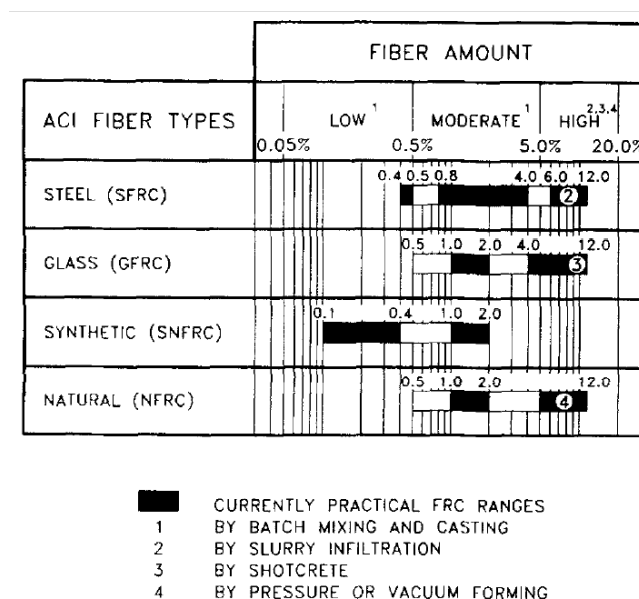 FIBER AMOUNT
ACI FIBER TYPES
LOW 1 MODERATE 1 HIGH 2,3,4
0.05% 0.5% 5.0% 20.0%
0.4 0.5 0.8 4.0 6.0 12.0
STEEL (SFRC)
2
0.5 1.0 2.0 4.0 12.0
GLASS (GFRC)
3
0.1 0.4 1.0 2.0
SYNTHETIC (SNFRC)
0.5 1.0 2.0 12.0
NATURAL (NFRC)
4
CURRENTLY PRACTICAL FRC RANGES
1 BY BATCH MIXING AND CASTING
2 BY SLURRY INFILTRATION
3 BY SHOTCRETE
4 BY PRESSURE OR VACUUM FORMING